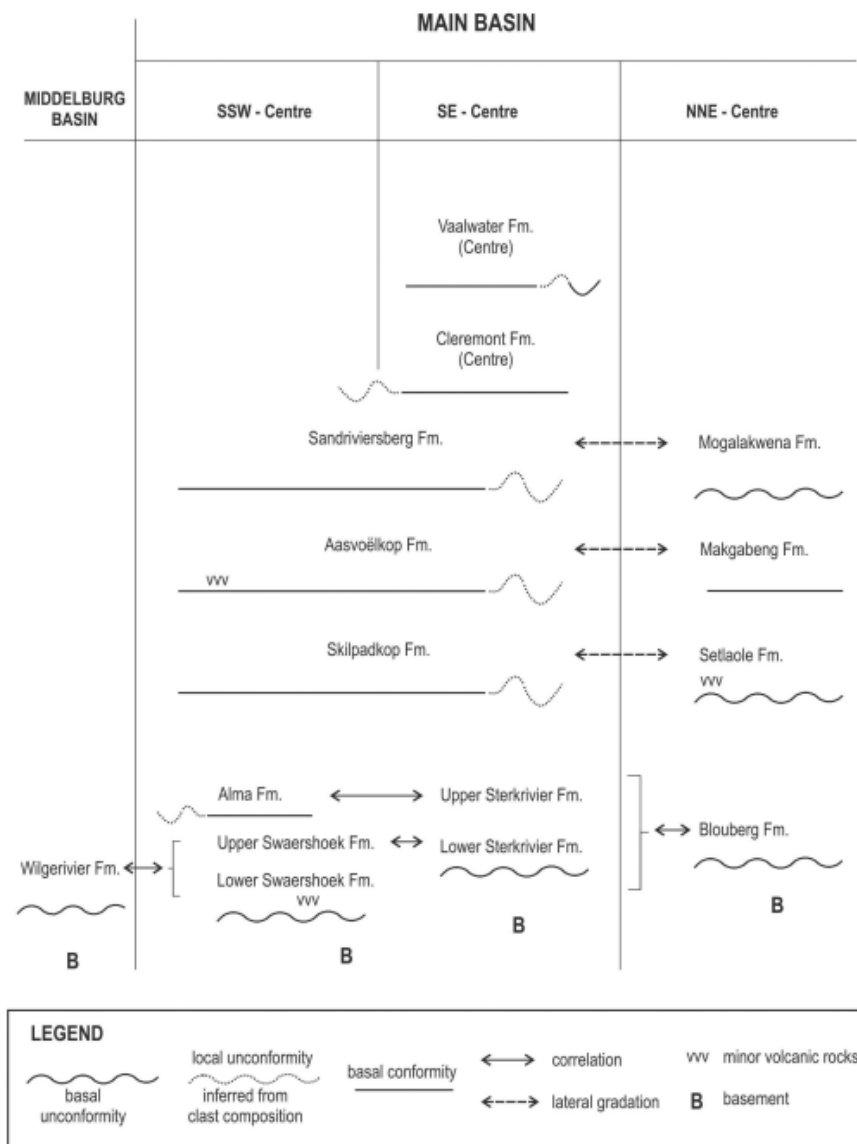 MAIN BASIN
MIDDELBURG
BASIN
SSW - Centre
SE - Centre
NNE - Centre
Vaalwater Fm.
(Centre)
Cleremont Fm.
(Centre)
Sandriviersberg Fm.
Mogalakwena Fm.
Aasvoëlkop Fm.
Makgabeng Fm.
vvv
Skilpadkop Fm.
Setlaole Fm.
vvv
Alma Fm.
Upper Sterkrivier Fm.
Blouberg Fm.
Upper Swaershoek Fm.
Lower Sterkrivier Fm.
Wilgerivier Fm.
Lower Swaershoek Fm.
vvv
B
B
B
B
LEGEND
basal
unconformity
local unconformity
inferred from
clast composition
basal conformity
correlation
lateral gradation
vvv minor volcanic rocks
B basement